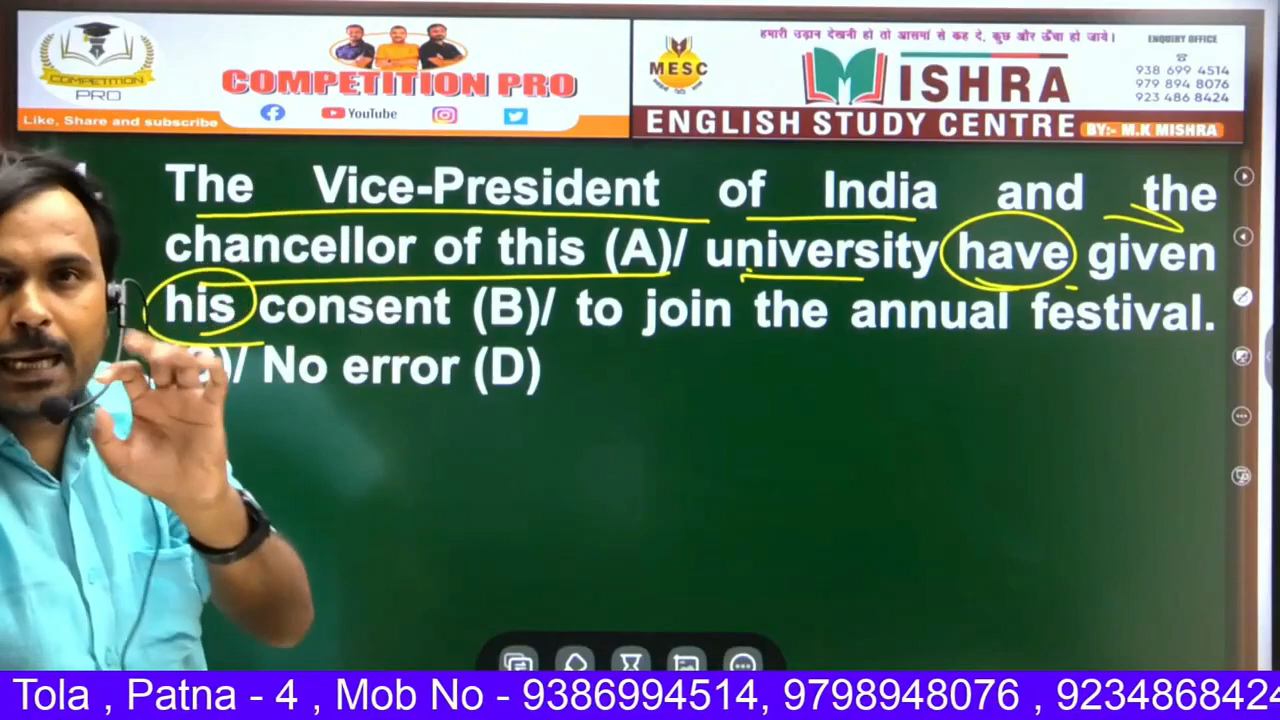 COMPETITION PRO
Like, Share and subscribe
COMPETITION PRO
YouTube
MESC
हमारी उड़ान देखनी हो तो आसमां से कह दे, कुछ और ऊँचा हो जाये।
MISHRA
ENGLISH STUDY CENTRE BY:- M.K MISHRA
ENQUIRY OFFICE
938 699 4514
979 894 8076
923 486 8424
The Vice-President of India and the
chancellor of this (A)/ university have given
his consent (B)/ to join the annual festival.
/ No error (D)
Tola , Patna - 4 , Mob No - 9386994514, 9798948076 , 923486842